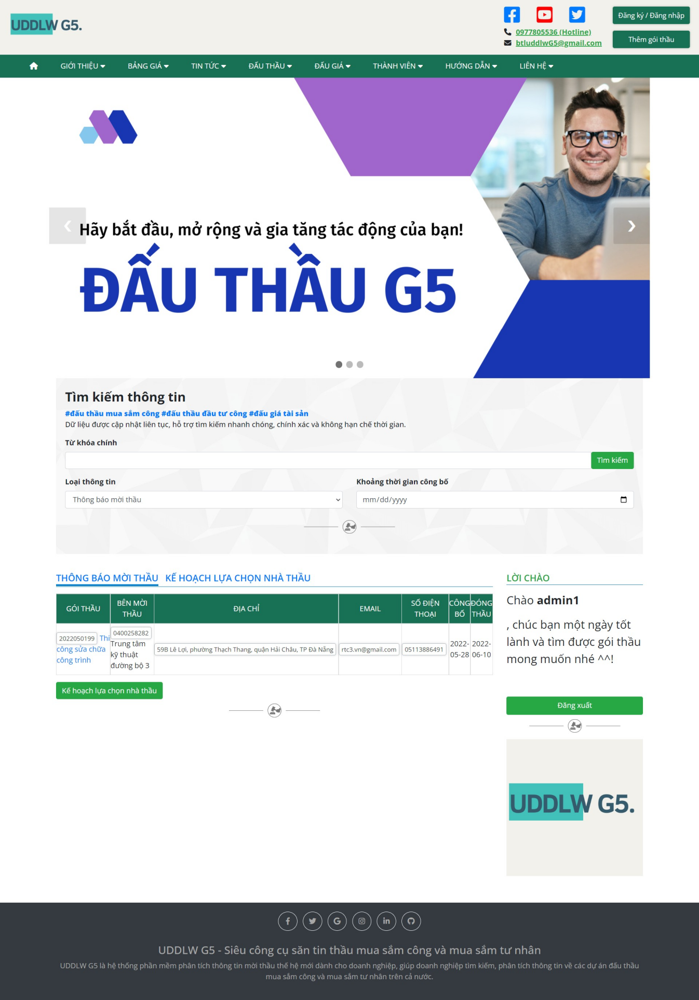 UDDLW G5.
0977805536 (Hotline)
btluddlwG5@gmail.com
Đăng ký / Đăng nhập
Thêm gói thầu
GIỚI THIỆU
BẢNG GIÁ
TIN TỨC
ĐẤU THẦU
ĐẤU GIÁ
THÀNH VIÊN
HƯỚNG DẪN
LIÊN HỆ
Hãy bắt đầu, mở rộng và gia tăng tác động của bạn!
ĐẤU THẦU G5
Tìm kiếm thông tin
#đấu thầu mua sắm công #đấu thầu đầu tư công #đấu giá tài sản
Dữ liệu được cập nhật liên tục, hỗ trợ tìm kiếm nhanh chóng, chính xác và không hạn chế thời gian.
Từ khóa chính
Tìm kiếm
Loại thông tin
Khoảng thời gian công bố
Thông báo mời thầu
mm/dd/yyyy
THÔNG BÁO MỜI THẦU
KẾ HOẠCH LỰA CHỌN NHÀ THẦU
GÓI THẦU
BÊN MỜI
THẦU
ĐỊA CHỈ
EMAIL
SỐ ĐIỆN
THOẠI
CÔNG
BỐ
ĐÓNG
THẦU
2022050199 Thi
công sửa chữa
công trình
0400258282
Trung tâm
kỹ thuật
đường bộ 3
59B Lê Lợi, phường Thạch Thang, quận Hải Châu, TP Đà Nẵng
rtc3.vn@gmail.com
05113886491
2022-
05-28
2022-
06-10
Kế hoạch lựa chọn nhà thầu
LỜI CHÀO
Chào admin1
, chúc bạn một ngày tốt
lành và tìm được gói thầu
mong muốn nhé ^^!
Đăng xuất
UDDLW G5.
UDDLW G5 - Siêu công cụ săn tin thầu mua sắm công và mua sắm tư nhân
UDDLW G5 là hệ thống phần mềm phân tích thông tin mời thầu thế hệ mới dành cho doanh nghiệp, giúp doanh nghiệp tìm kiếm, phân tích thông tin về các dự án đấu thầu
mua sắm công và mua sắm tư nhân trên cả nước.